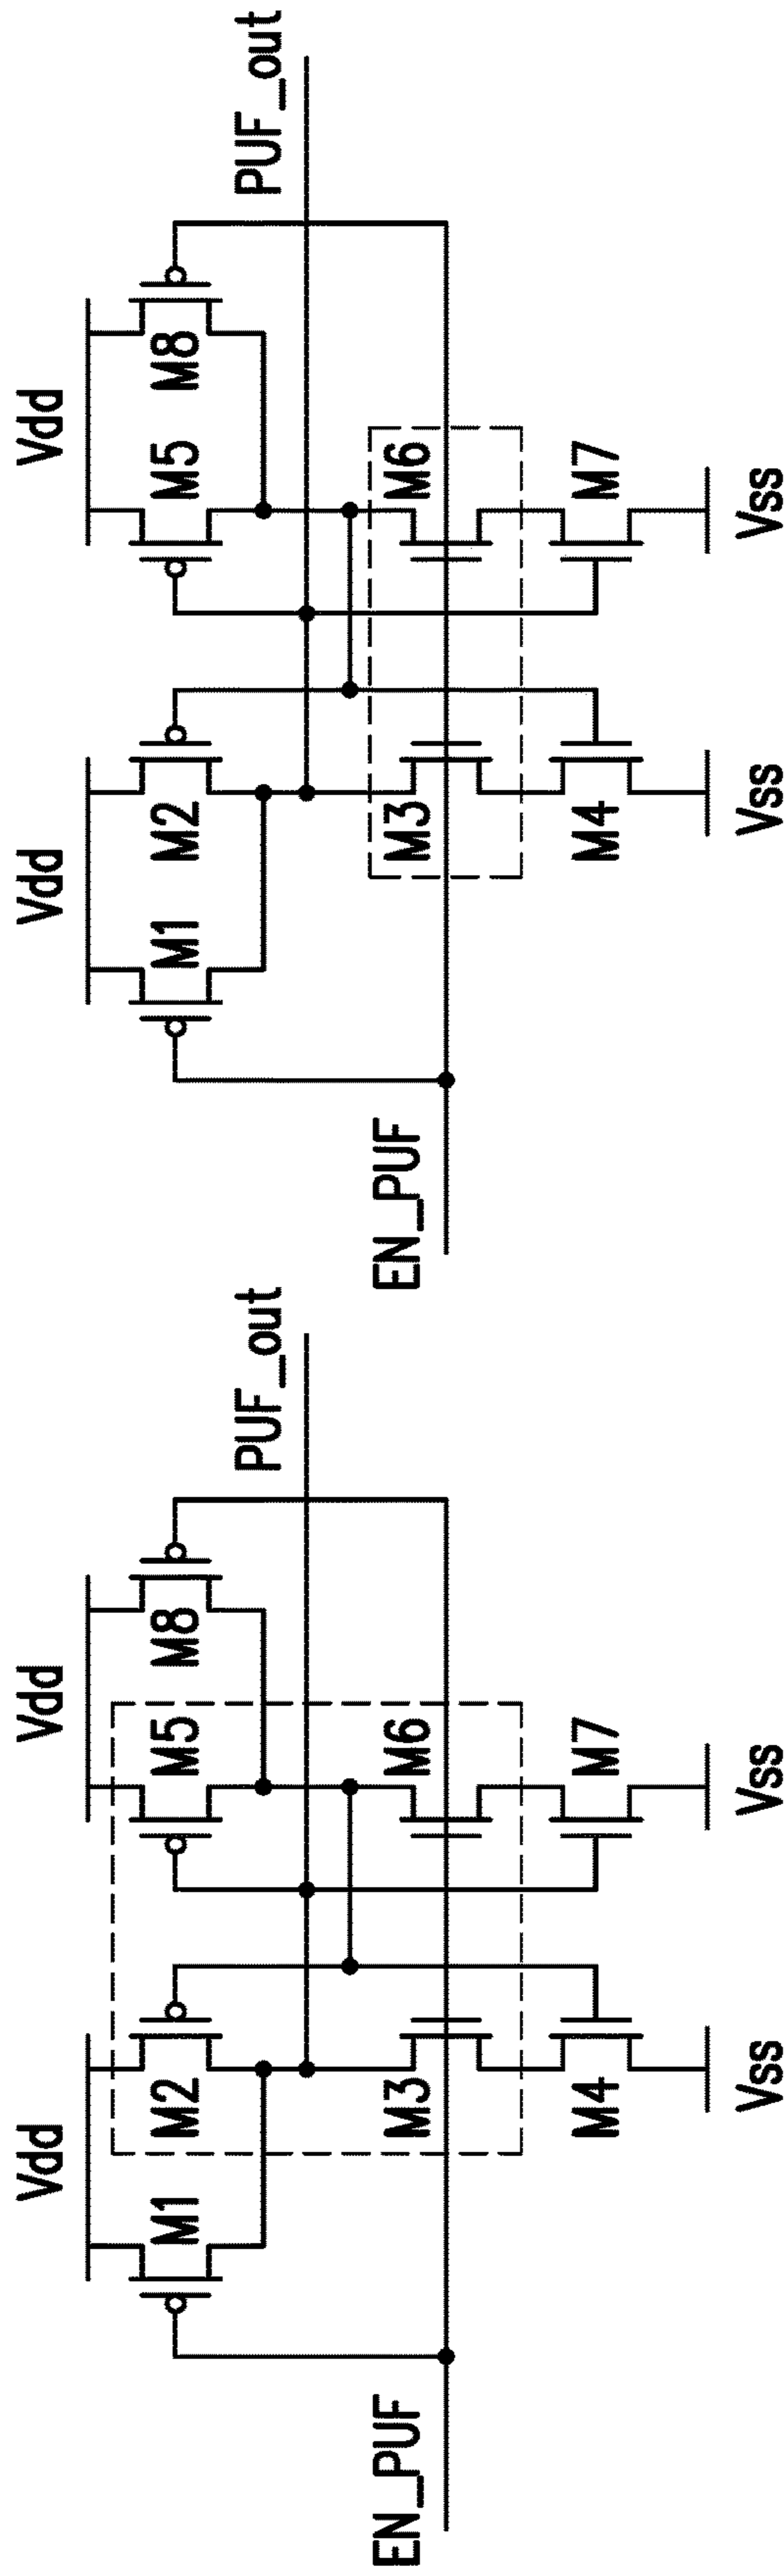 Vdd
Vdd
M1
M2
M5
M8
PUF_out
M3
M6
EN_PUF
M4
M7
Vss
Vss
Vdd
Vdd
M1
M2
M5
M8
PUF_out
M3
M6
EN_PUF
M4
M7
Vss
Vss